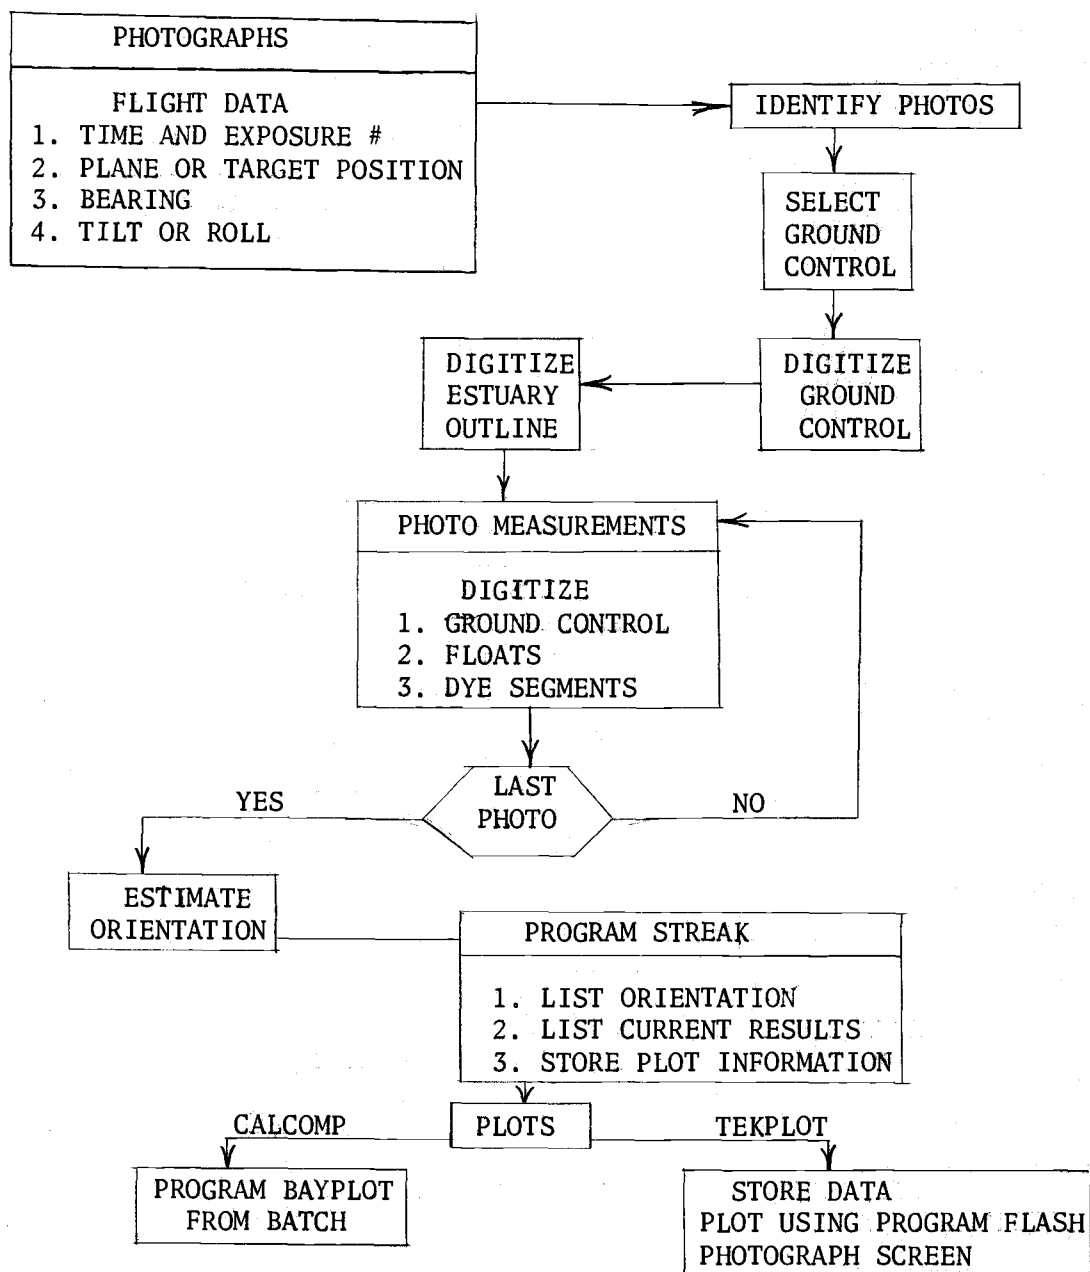 PHOTOGRAPHS
FLIGHT DATA
1. TIME AND EXPOSURE #
2. PLANE OR TARGET POSITION
3. BEARING
4. TILT OR ROLL
IDENTIFY PHOTOS
SELECT
GROUND
CONTROL
DIGITIZE
GROUND
CONTROL
DIGITIZE
ESTUARY
OUTLINE
PHOTO MEASUREMENTS
DIGITIZE
1. GROUND CONTROL
2. FLOATS
3. DYE SEGMENTS
LAST
PHOTO
YES
NO
ESTIMATE
ORIENTATION
PROGRAM STREAK
1. LIST ORIENTATION
2. LIST CURRENT RESULTS
3. STORE PLOT INFORMATION
PLOTS
CALCOMP
TEKPLOT
PROGRAM BAYPLOT
FROM BATCH
STORE DATA
PLOT USING PROGRAM FLASH
PHOTOGRAPH SCREEN